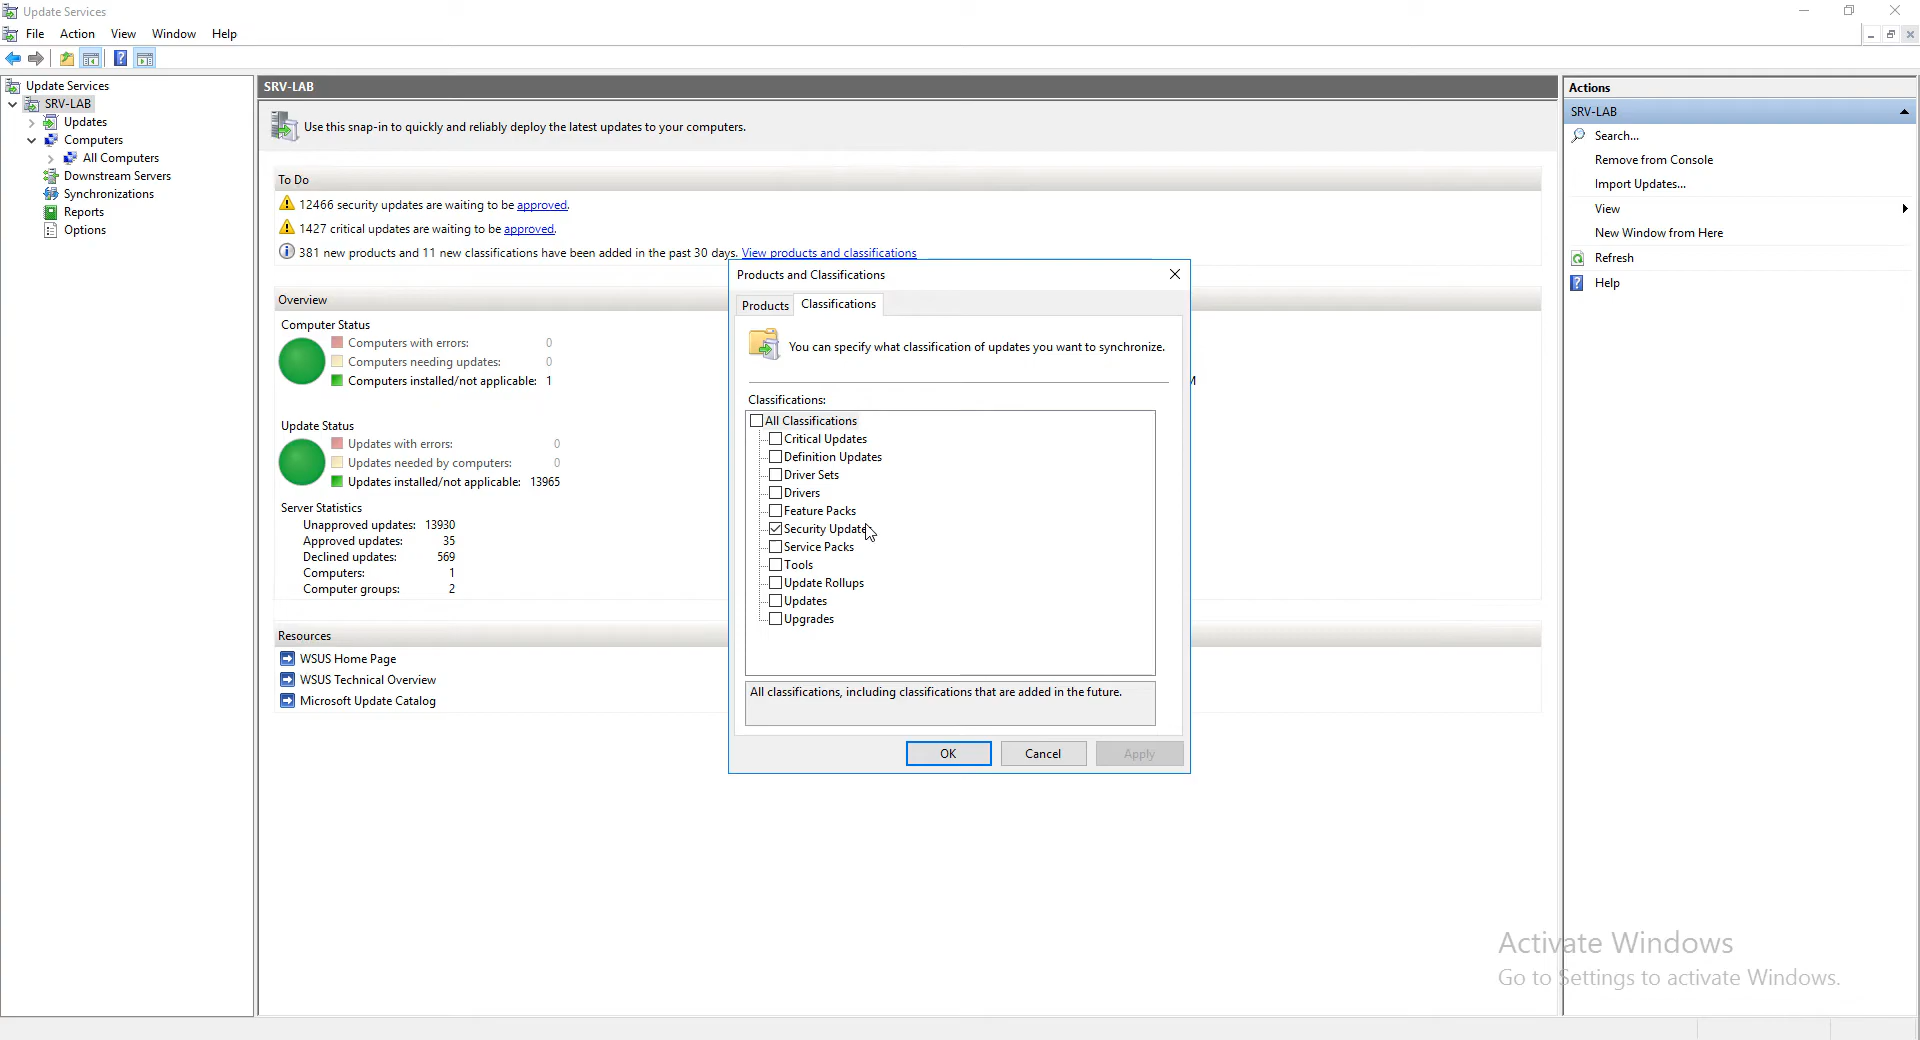 Update Services
File Action View Window Help
Update Services
SRV-LAB
Updates
Computers
All Computers
Downstream Servers
Synchronizations
Reports
Options
SRV-LAB
Use this snap-in to quickly and reliably deploy the latest updates to your computers.
To Do
12466 security updates are waiting to be approved.
1427 critical updates are waiting to be approved.
381 new products and 11 new classifications have been added in the past 30 days. View products and classifications
Overview
Computer Status
Computers with errors: 0
Computers needing updates: 0
Computers installed/not applicable: 1
Update Status
Updates with errors: 0
Updates needed by computers: 0
Updates installed/not applicable: 13965
Server Statistics
Unapproved updates: 13930
Approved updates: 35
Declined updates: 569
Computers: 1
Computer groups: 2
Resources
WSUS Home Page
WSUS Technical Overview
Microsoft Update Catalog
Products and Classifications
Products Classifications
You can specify what classification of updates you want to synchronize.
Classifications:
All Classifications
Critical Updates
Definition Updates
Driver Sets
Drivers
Feature Packs
Security Update
Service Packs
Tools
Update Rollups
Updates
Upgrades
All classifications, including classifications that are added in the future.
OK Cancel Apply
Actions
SRV-LAB
Search...
Remove from Console
Import Updates...
View
New Window from Here
Refresh
Help
Activate Windows
Go to Settings to activate Windows.